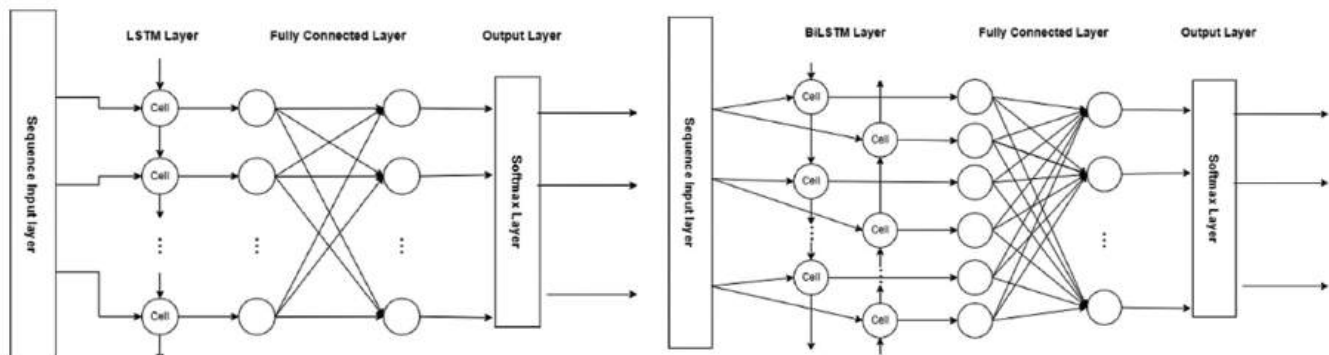 LSTM Layer
Fully Connected Layer
Output Layer
Sequence Input layer
Cell
Cell
Cell
Softmax Layer
BiLSTM Layer
Fully Connected Layer
Output Layer
Sequence Input layer
Cell
Cell
Cell
Cell
Cell
Cell
Softmax Layer